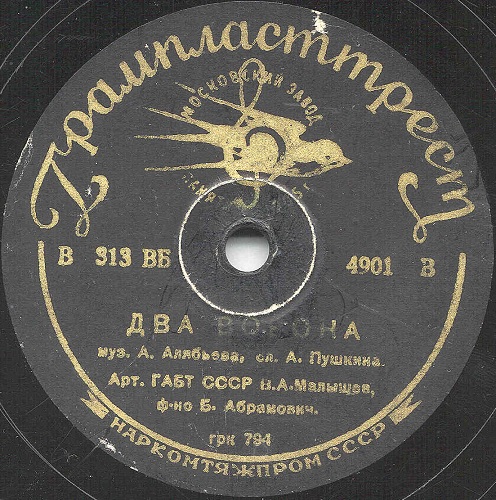 Грампласттрест
МОСКОВСКИЙ ЗАВОД
В 313 ВБ
4901 В
ДВА ВОРОНА
муз. А. Алябьева, сл. А. Пушкина.
Арт. ГАБТ СССР В.А.Малышев,
ф-но Б. Абрамович.
грк 794
НАРКОМТЯЖПРОМ СССР